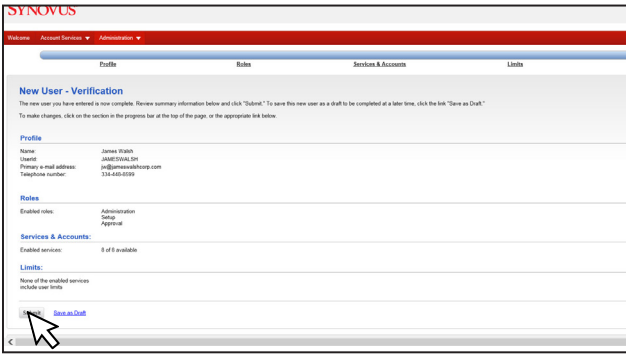 SYNOVUS
Welcome Account Services Administration
Profile Roles Services & Accounts Limits
New User - Verification
The new user you have entered is now complete. Review summary information below and click "Submit." To save this new user as a draft to be completed at a later time, click the link "Save as Draft."
To make changes, click on the section in the progress bar at the top of the page, or the appropriate link below.
Profile
Name: James Walsh
UserId: JAMESWALSH
Primary e-mail address: jw@jameswalshcorp.com
Telephone number: 334-448-8599
Roles
Enabled roles: Administration
Setup
Approval
Services & Accounts:
Enabled services: 8 of 8 available
Limits:
None of the enabled services
include user limits
Submit Save as Draft